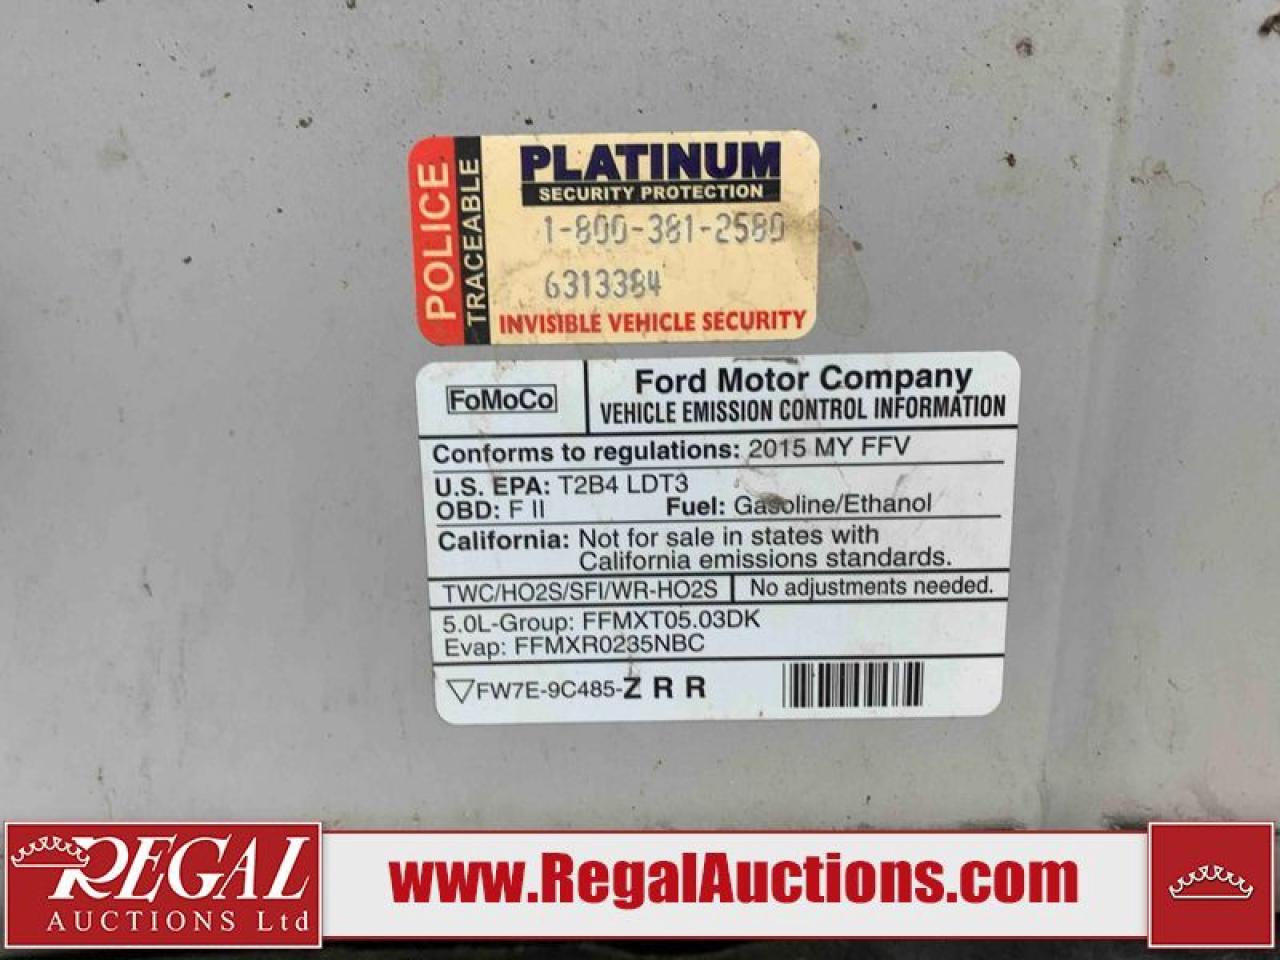 POLICE
TRACEABLE
PLATINUM
SECURITY PROTECTION
1-800-381-2580
6313384
INVISIBLE VEHICLE SECURITY
FoMoCo
Ford Motor Company
VEHICLE EMISSION CONTROL INFORMATION
Conforms to regulations: 2015 MY FFV
U.S. EPA: T2B4 LDT3
OBD: F II Fuel: Gasoline/Ethanol
California: Not for sale in states with
California emissions standards.
TWC/HO2S/SFI/WR-HO2S No adjustments needed.
5.0L-Group: FFMXT05.03DK
Evap: FFMXR0235NBC
FW7E-9C485-Z R R
REGAL
AUCTIONS Ltd
www.RegalAuctions.com